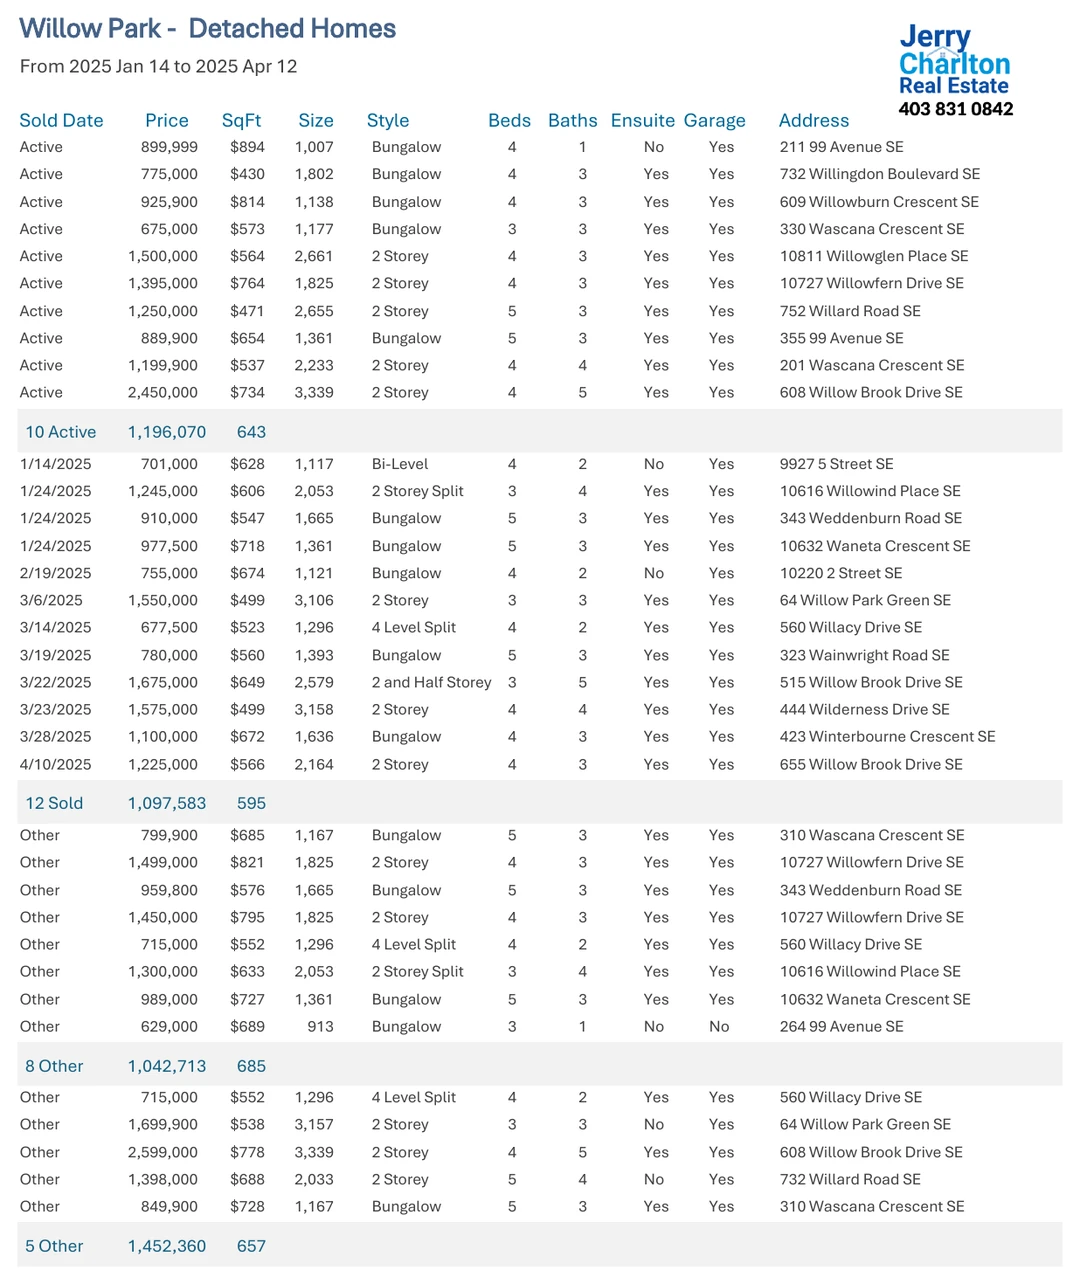 Willow Park - Detached Homes
From 2025 Jan 14 to 2025 Apr 12
Jerry
Charlton
Real Estate
403 831 0842
Sold Date Price SqFt Size Style Beds Baths Ensuite Garage Address
Active 899,999 $894 1,007 Bungalow 4 1 No Yes 211 99 Avenue SE
Active 775,000 $430 1,802 Bungalow 4 3 Yes Yes 732 Willingdon Boulevard SE
Active 925,900 $814 1,138 Bungalow 4 3 Yes Yes 609 Willowburn Crescent SE
Active 675,000 $573 1,177 Bungalow 3 3 Yes Yes 330 Wascana Crescent SE
Active 1,500,000 $564 2,661 2 Storey 4 3 Yes Yes 10811 Willowglen Place SE
Active 1,395,000 $764 1,825 2 Storey 4 3 Yes Yes 10727 Willowfern Drive SE
Active 1,250,000 $471 2,655 2 Storey 5 3 Yes Yes 752 Willard Road SE
Active 889,900 $654 1,361 Bungalow 5 3 Yes Yes 355 99 Avenue SE
Active 1,199,900 $537 2,233 2 Storey 4 4 Yes Yes 201 Wascana Crescent SE
Active 2,450,000 $734 3,339 2 Storey 4 5 Yes Yes 608 Willow Brook Drive SE
10 Active 1,196,070 643
1/14/2025 701,000 $628 1,117 Bi-Level 4 2 No Yes 9927 5 Street SE
1/24/2025 1,245,000 $606 2,053 2 Storey Split 3 4 Yes Yes 10616 Willowind Place SE
1/24/2025 910,000 $547 1,665 Bungalow 5 3 Yes Yes 343 Weddenburn Road SE
1/24/2025 977,500 $718 1,361 Bungalow 5 3 Yes Yes 10632 Waneta Crescent SE
2/19/2025 755,000 $674 1,121 Bungalow 4 2 No Yes 10220 2 Street SE
3/6/2025 1,550,000 $499 3,106 2 Storey 3 3 Yes Yes 64 Willow Park Green SE
3/14/2025 677,500 $523 1,296 4 Level Split 4 2 Yes Yes 560 Willacy Drive SE
3/19/2025 780,000 $560 1,393 Bungalow 5 3 Yes Yes 323 Wainwright Road SE
3/22/2025 1,675,000 $649 2,579 2 and Half Storey 3 5 Yes Yes 515 Willow Brook Drive SE
3/23/2025 1,575,000 $499 3,158 2 Storey 4 4 Yes Yes 444 Wilderness Drive SE
3/28/2025 1,100,000 $672 1,636 Bungalow 4 3 Yes Yes 423 Winterbourne Crescent SE
4/10/2025 1,225,000 $566 2,164 2 Storey 4 3 Yes Yes 655 Willow Brook Drive SE
12 Sold 1,097,583 595
Other 799,900 $685 1,167 Bungalow 5 3 Yes Yes 310 Wascana Crescent SE
Other 1,499,000 $821 1,825 2 Storey 4 3 Yes Yes 10727 Willowfern Drive SE
Other 959,800 $576 1,665 Bungalow 5 3 Yes Yes 343 Weddenburn Road SE
Other 1,450,000 $795 1,825 2 Storey 4 3 Yes Yes 10727 Willowfern Drive SE
Other 715,000 $552 1,296 4 Level Split 4 2 Yes Yes 560 Willacy Drive SE
Other 1,300,000 $633 2,053 2 Storey Split 3 4 Yes Yes 10616 Willowind Place SE
Other 989,000 $727 1,361 Bungalow 5 3 Yes Yes 10632 Waneta Crescent SE
Other 629,000 $689 913 Bungalow 3 1 No No 264 99 Avenue SE
8 Other 1,042,713 685
Other 715,000 $552 1,296 4 Level Split 4 2 Yes Yes 560 Willacy Drive SE
Other 1,699,900 $538 3,157 2 Storey 3 3 No Yes 64 Willow Park Green SE
Other 2,599,000 $778 3,339 2 Storey 4 5 Yes Yes 608 Willow Brook Drive SE
Other 1,398,000 $688 2,033 2 Storey 5 4 No Yes 732 Willard Road SE
Other 849,900 $728 1,167 Bungalow 5 3 Yes Yes 310 Wascana Crescent SE
5 Other 1,452,360 657